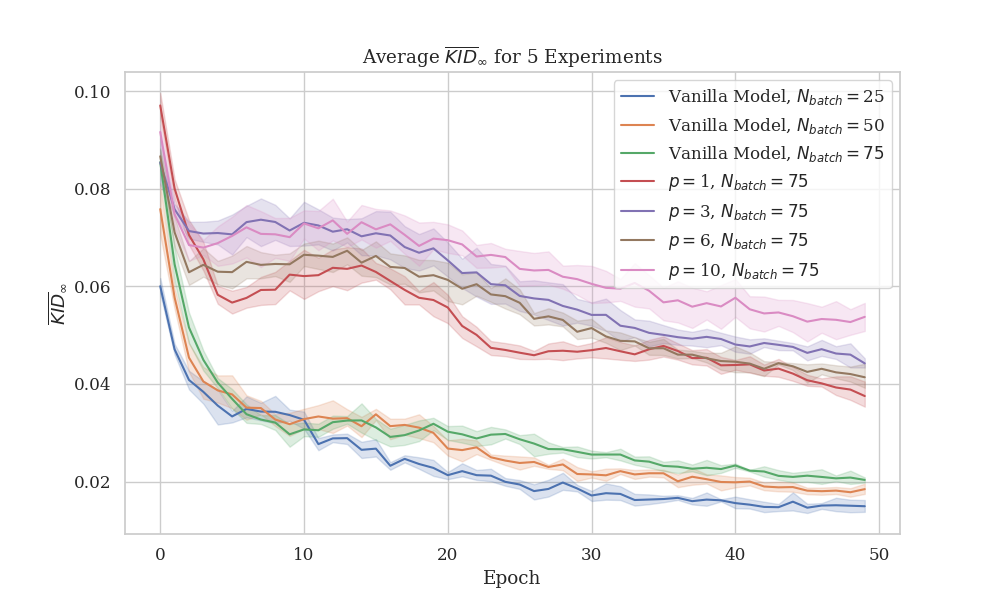 Average $\overline{KID}_\infty$ for 5 Experiments
$\overline{KID}_\infty$
0.10
0.08
0.06
0.04
0.02
Vanilla Model, $N_{batch} = 25$
Vanilla Model, $N_{batch} = 50$
Vanilla Model, $N_{batch} = 75$
$p = 1$, $N_{batch} = 75$
$p = 3$, $N_{batch} = 75$
$p = 6$, $N_{batch} = 75$
$p = 10$, $N_{batch} = 75$
0 10 20 30 40 50
Epoch